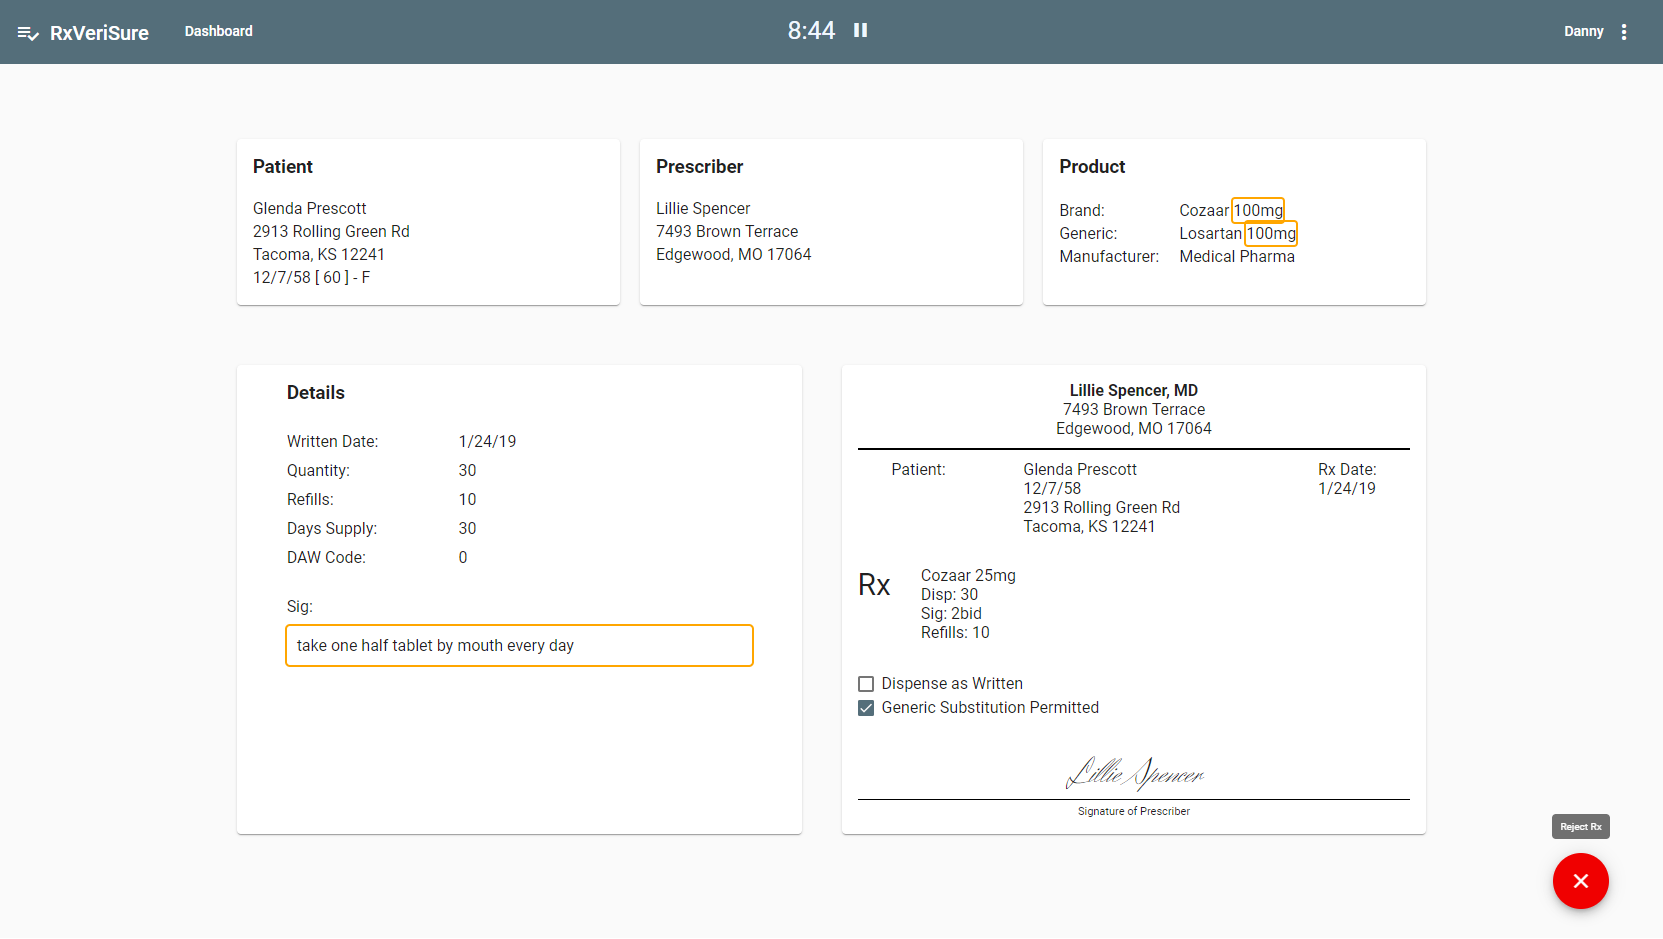 RxVeriSure
Dashboard
8:44
Danny
Patient
Glenda Prescott
2913 Rolling Green Rd
Tacoma, KS 12241
12/7/58 [ 60 ] - F
Prescriber
Lillie Spencer
7493 Brown Terrace
Edgewood, MO 17064
Product
Brand: Cozaar 100mg
Generic: Losartan 100mg
Manufacturer: Medical Pharma
Details
Written Date: 1/24/19
Quantity: 30
Refills: 10
Days Supply: 30
DAW Code: 0
Sig:
take one half tablet by mouth every day
Lillie Spencer, MD
7493 Brown Terrace
Edgewood, MO 17064
Patient: Glenda Prescott Rx Date:
12/7/58 1/24/19
2913 Rolling Green Rd
Tacoma, KS 12241
Rx
Cozaar 25mg
Disp: 30
Sig: 2bid
Refills: 10
Dispense as Written
Generic Substitution Permitted
Lillie Spencer
Signature of Prescriber
Reject Rx